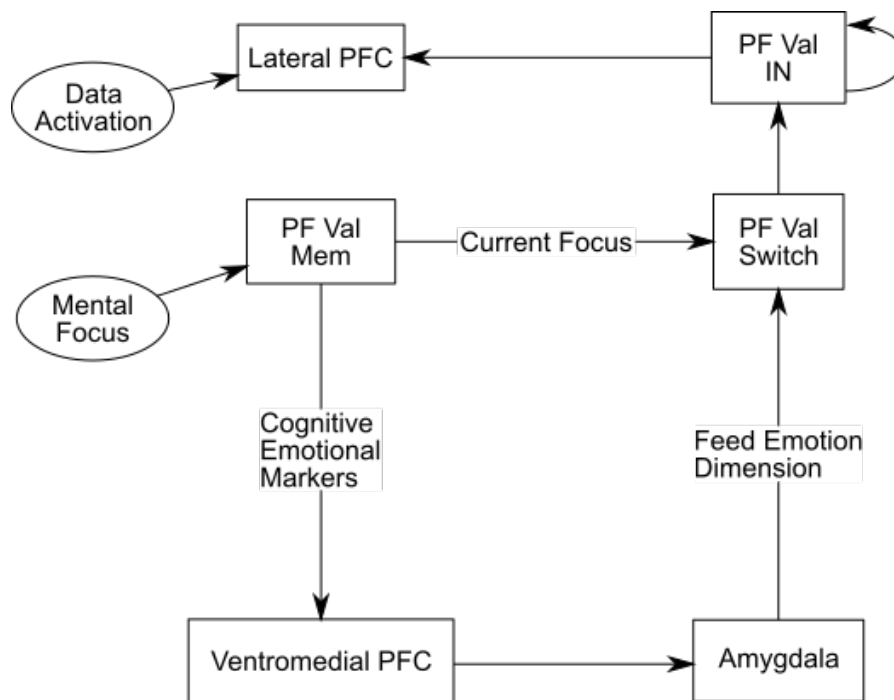 Lateral PFC
PF Val
IN
Data
Activation
PF Val
Mem
Current Focus
PF Val
Switch
Mental
Focus
Cognitive
Emotional
Markers
Feed Emotion
Dimension
Ventromedial PFC
Amygdala